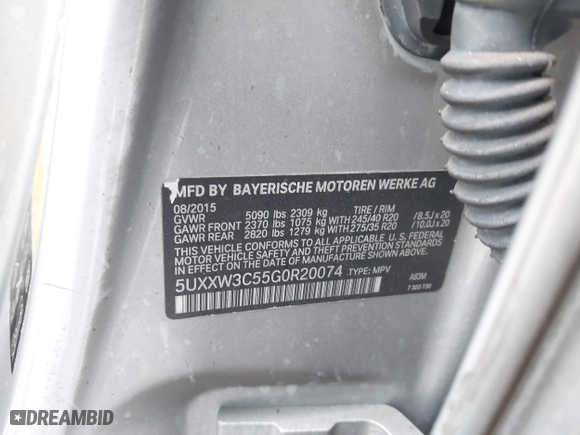 MFD BY BAYERISCHE MOTOREN WERKE AG
08/2015
GVWR 5090 lbs 2309 kg TIRE / RIM
GAWR FRONT 2370 lbs 1075 kg WITH 245/40 R20 / 8.5J x 20
GAWR REAR 2820 lbs 1279 kg WITH 275/35 R20 / 10.0J x 20
THIS VEHICLE CONFORMS TO ALL APPLICABLE U.S. FEDERAL
MOTOR VEHICLE SAFETY AND THEFT PREVENTION STANDARDS
IN EFFECT ON THE DATE OF MANUFACTURE SHOWN ABOVE.
5UXXW3C55G0R20074 TYPE: MPV A83M
7 300 730
DREAMBID